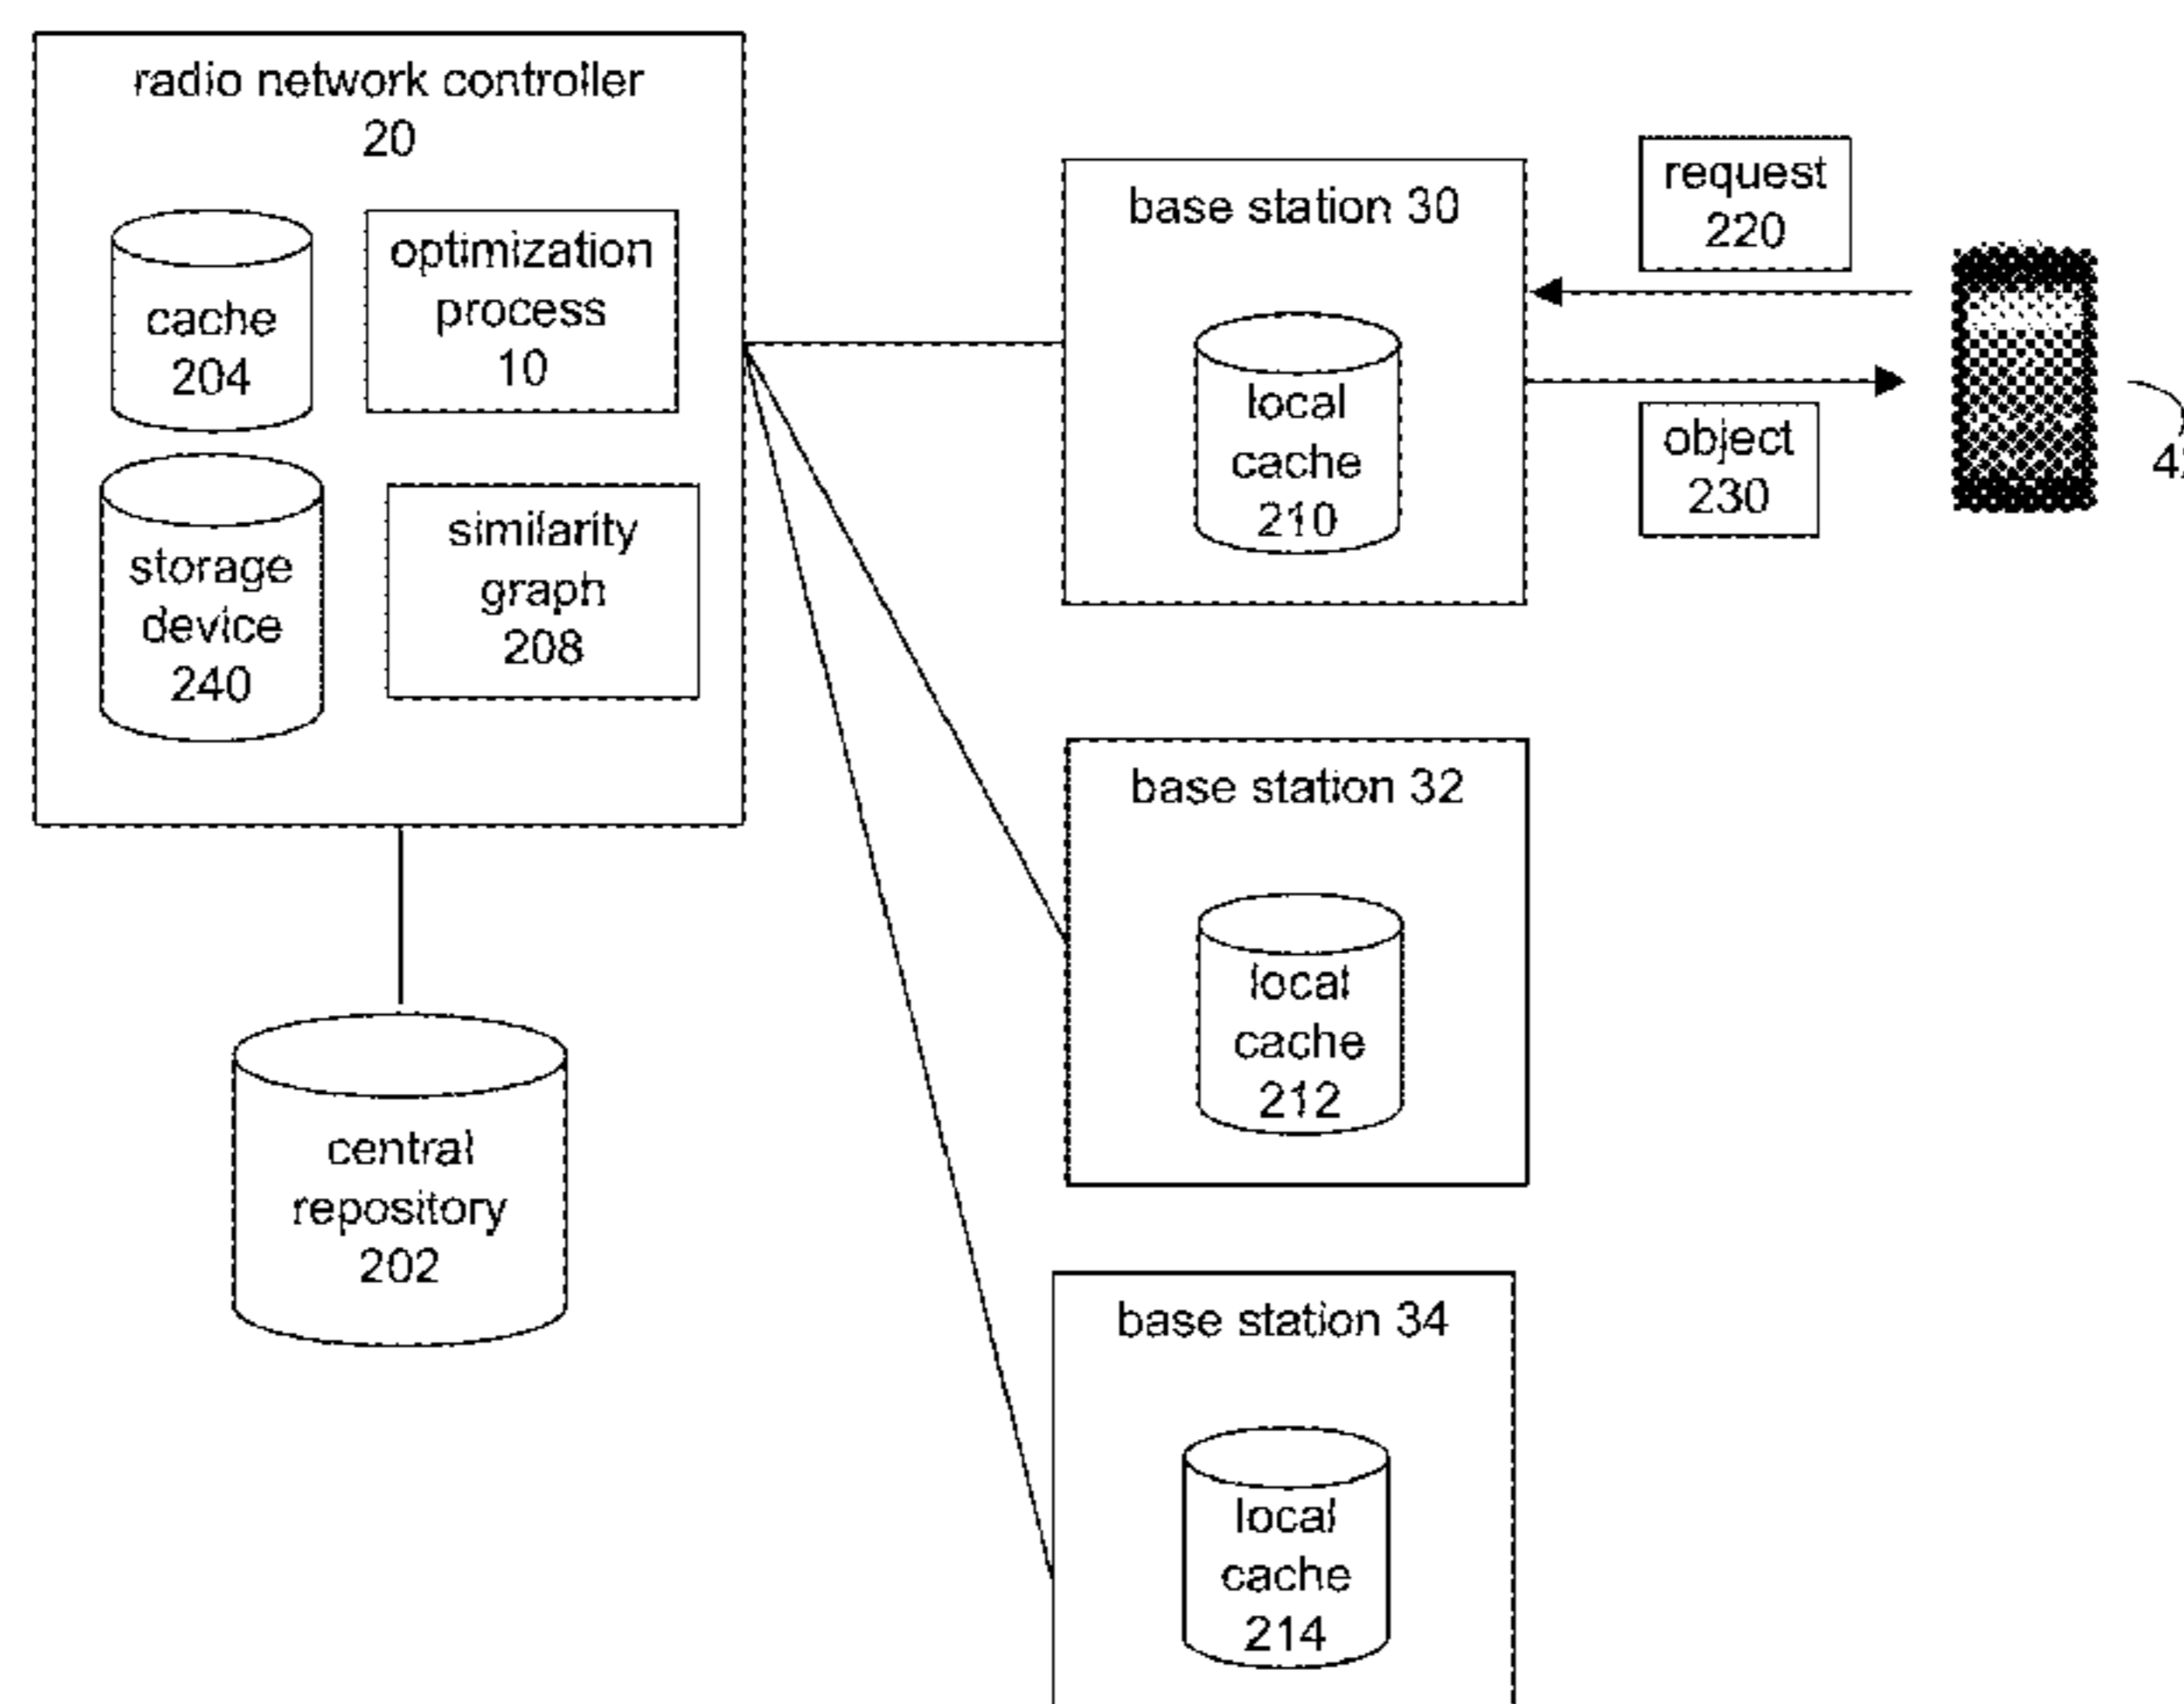 radio network controller
20
cache
204
optimization
process
10
storage
device
240
similarity
graph
208
central
repository
202
base station 30
local
cache
210
request
220
object
230
base station 32
local
cache
212
base station 34
local
cache
214